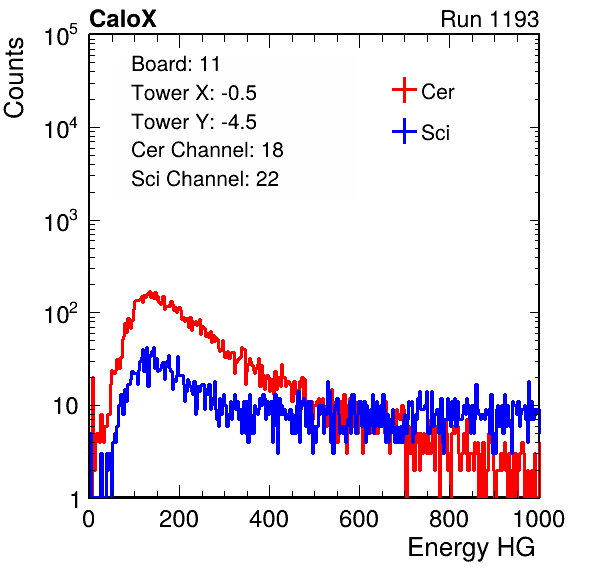 CaloX Run 1193
Counts
Board: 11
Tower X: -0.5
Tower Y: -4.5
Cer Channel: 18
Sci Channel: 22
Cer
Sci
10^5
10^4
10^3
10^2
10
1
0 200 400 600 800 1000
Energy HG